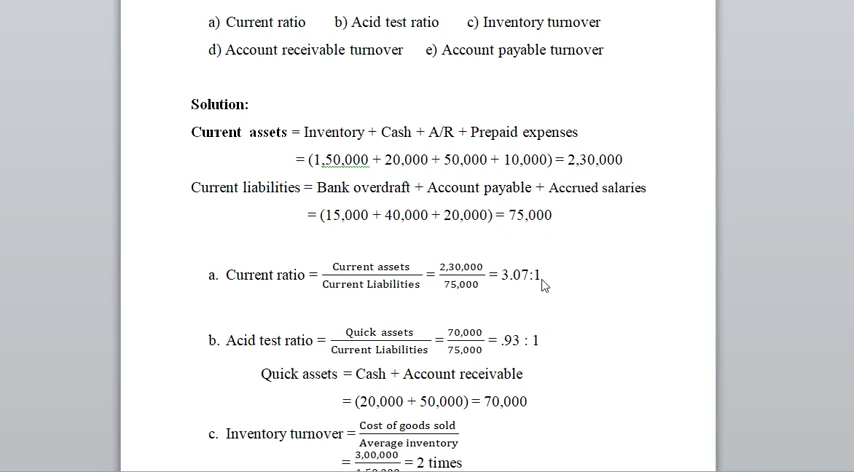 a) Current ratio b) Acid test ratio c) Inventory turnover
d) Account receivable turnover e) Account payable turnover
Solution:
Current assets = Inventory + Cash + A/R + Prepaid expenses
= (1,50,000 + 20,000 + 50,000 + 10,000) = 2,30,000
Current liabilities = Bank overdraft + Account payable + Accrued salaries
= (15,000 + 40,000 + 20,000) = 75,000
a. Current ratio = Current assets / Current Liabilities = 2,30,000 / 75,000 = 3.07:1
b. Acid test ratio = Quick assets / Current Liabilities = 70,000 / 75,000 = .93 : 1
Quick assets = Cash + Account receivable
= (20,000 + 50,000) = 70,000
c. Inventory turnover = Cost of goods sold / Average inventory
= 3,00,000 = 2 times